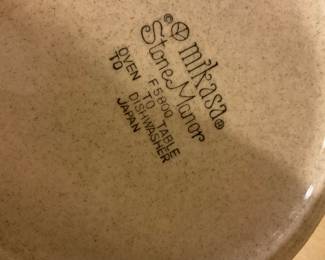 © mikasa ®
Stone Manor
F5800
OVEN TO TABLE
TO DISHWASHER
JAPAN